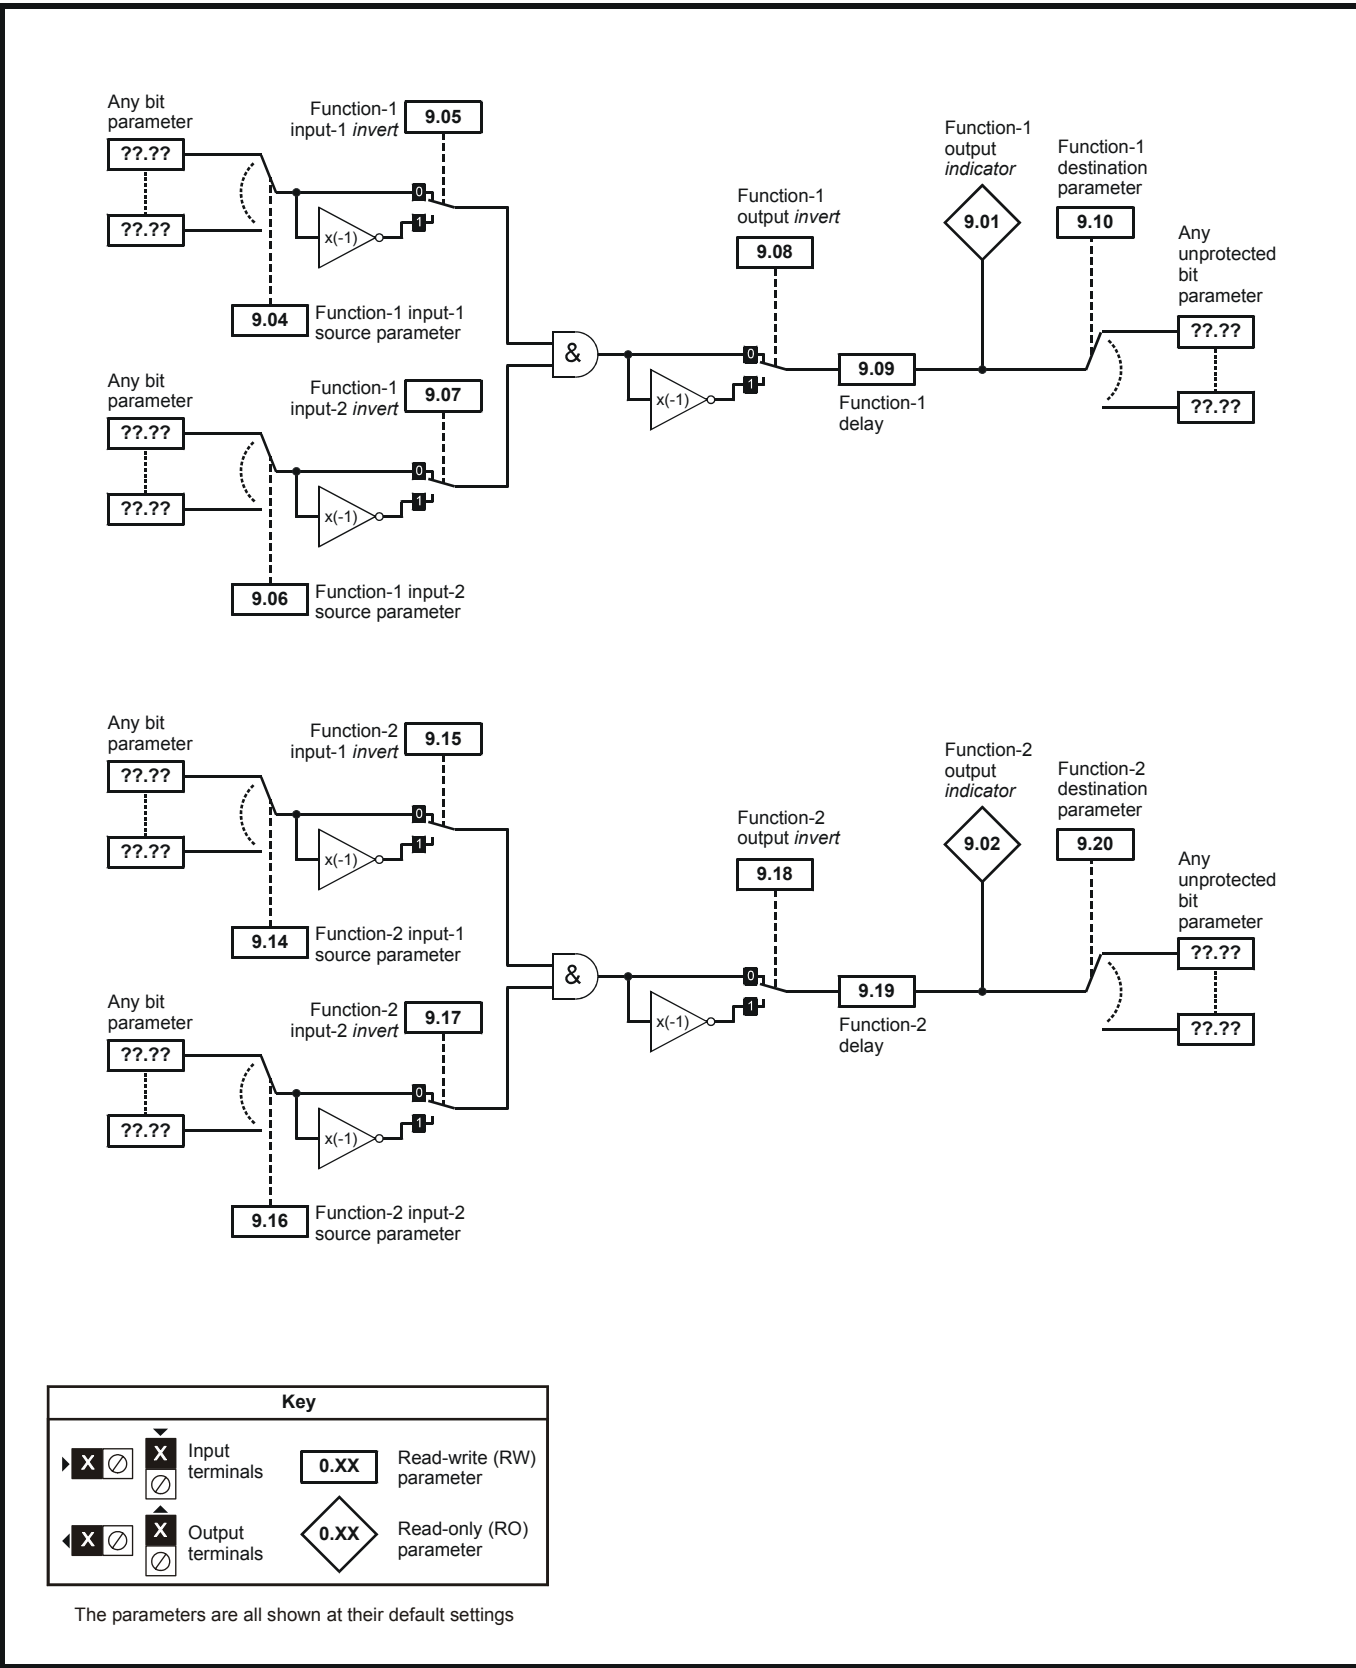 Any bit
parameter
??.??
??.??
Function-1
input-1 invert
9.05
0
1
x(-1)
9.04
Function-1 input-1
source parameter
Any bit
parameter
??.??
??.??
Function-1
input-2 invert
9.07
0
1
x(-1)
9.06
Function-1 input-2
source parameter
&
x(-1)
Function-1
output invert
9.08
0
1
9.09
Function-1
delay
Function-1
output
indicator
9.01
Function-1
destination
parameter
9.10
Any
unprotected
bit
parameter
??.??
??.??
Any bit
parameter
??.??
??.??
Function-2
input-1 invert
9.15
0
1
x(-1)
9.14
Function-2 input-1
source parameter
Any bit
parameter
??.??
??.??
Function-2
input-2 invert
9.17
0
1
x(-1)
9.16
Function-2 input-2
source parameter
&
x(-1)
Function-2
output invert
9.18
0
1
9.19
Function-2
delay
Function-2
output
indicator
9.02
Function-2
destination
parameter
9.20
Any
unprotected
bit
parameter
??.??
??.??
Key
X
X
Input
terminals
0.XX
Read-write (RW)
parameter
X
X
Output
terminals
0.XX
Read-only (RO)
parameter
The parameters are all shown at their default settings